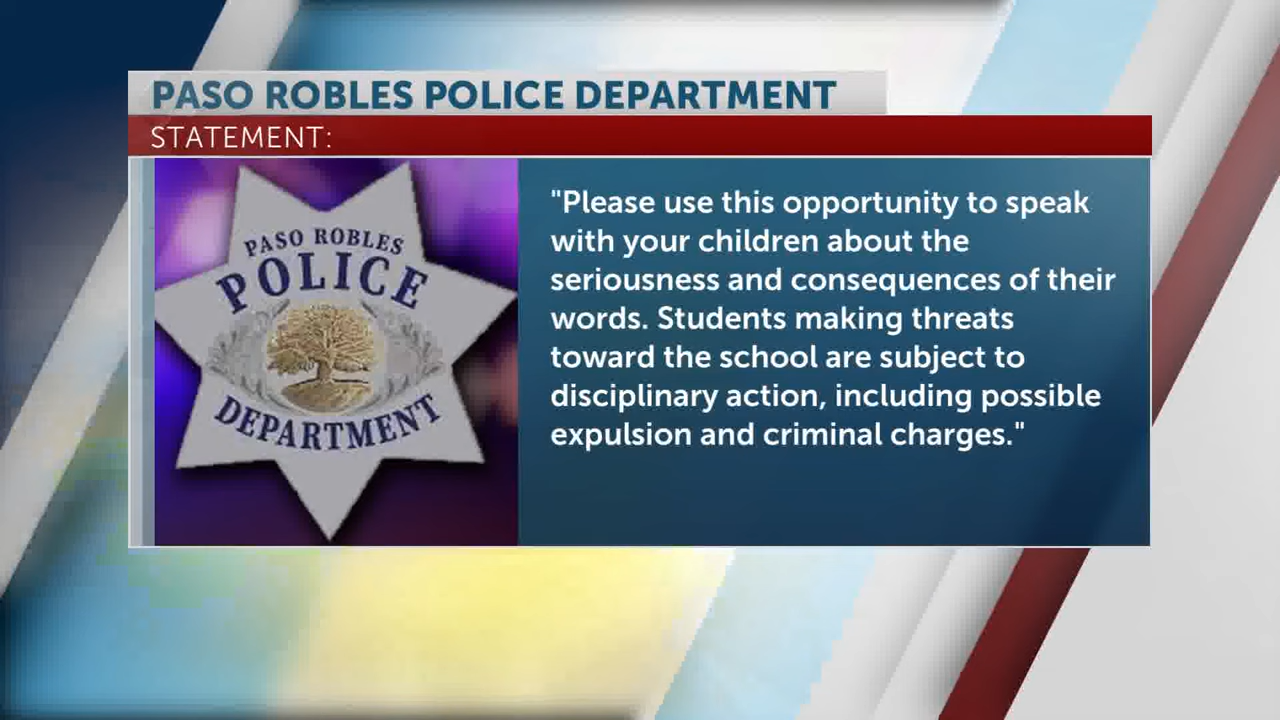 PASO ROBLES POLICE DEPARTMENT
STATEMENT:
PASO ROBLES
POLICE
DEPARTMENT
"Please use this opportunity to speak
with your children about the
seriousness and consequences of their
words. Students making threats
toward the school are subject to
disciplinary action, including possible
expulsion and criminal charges."